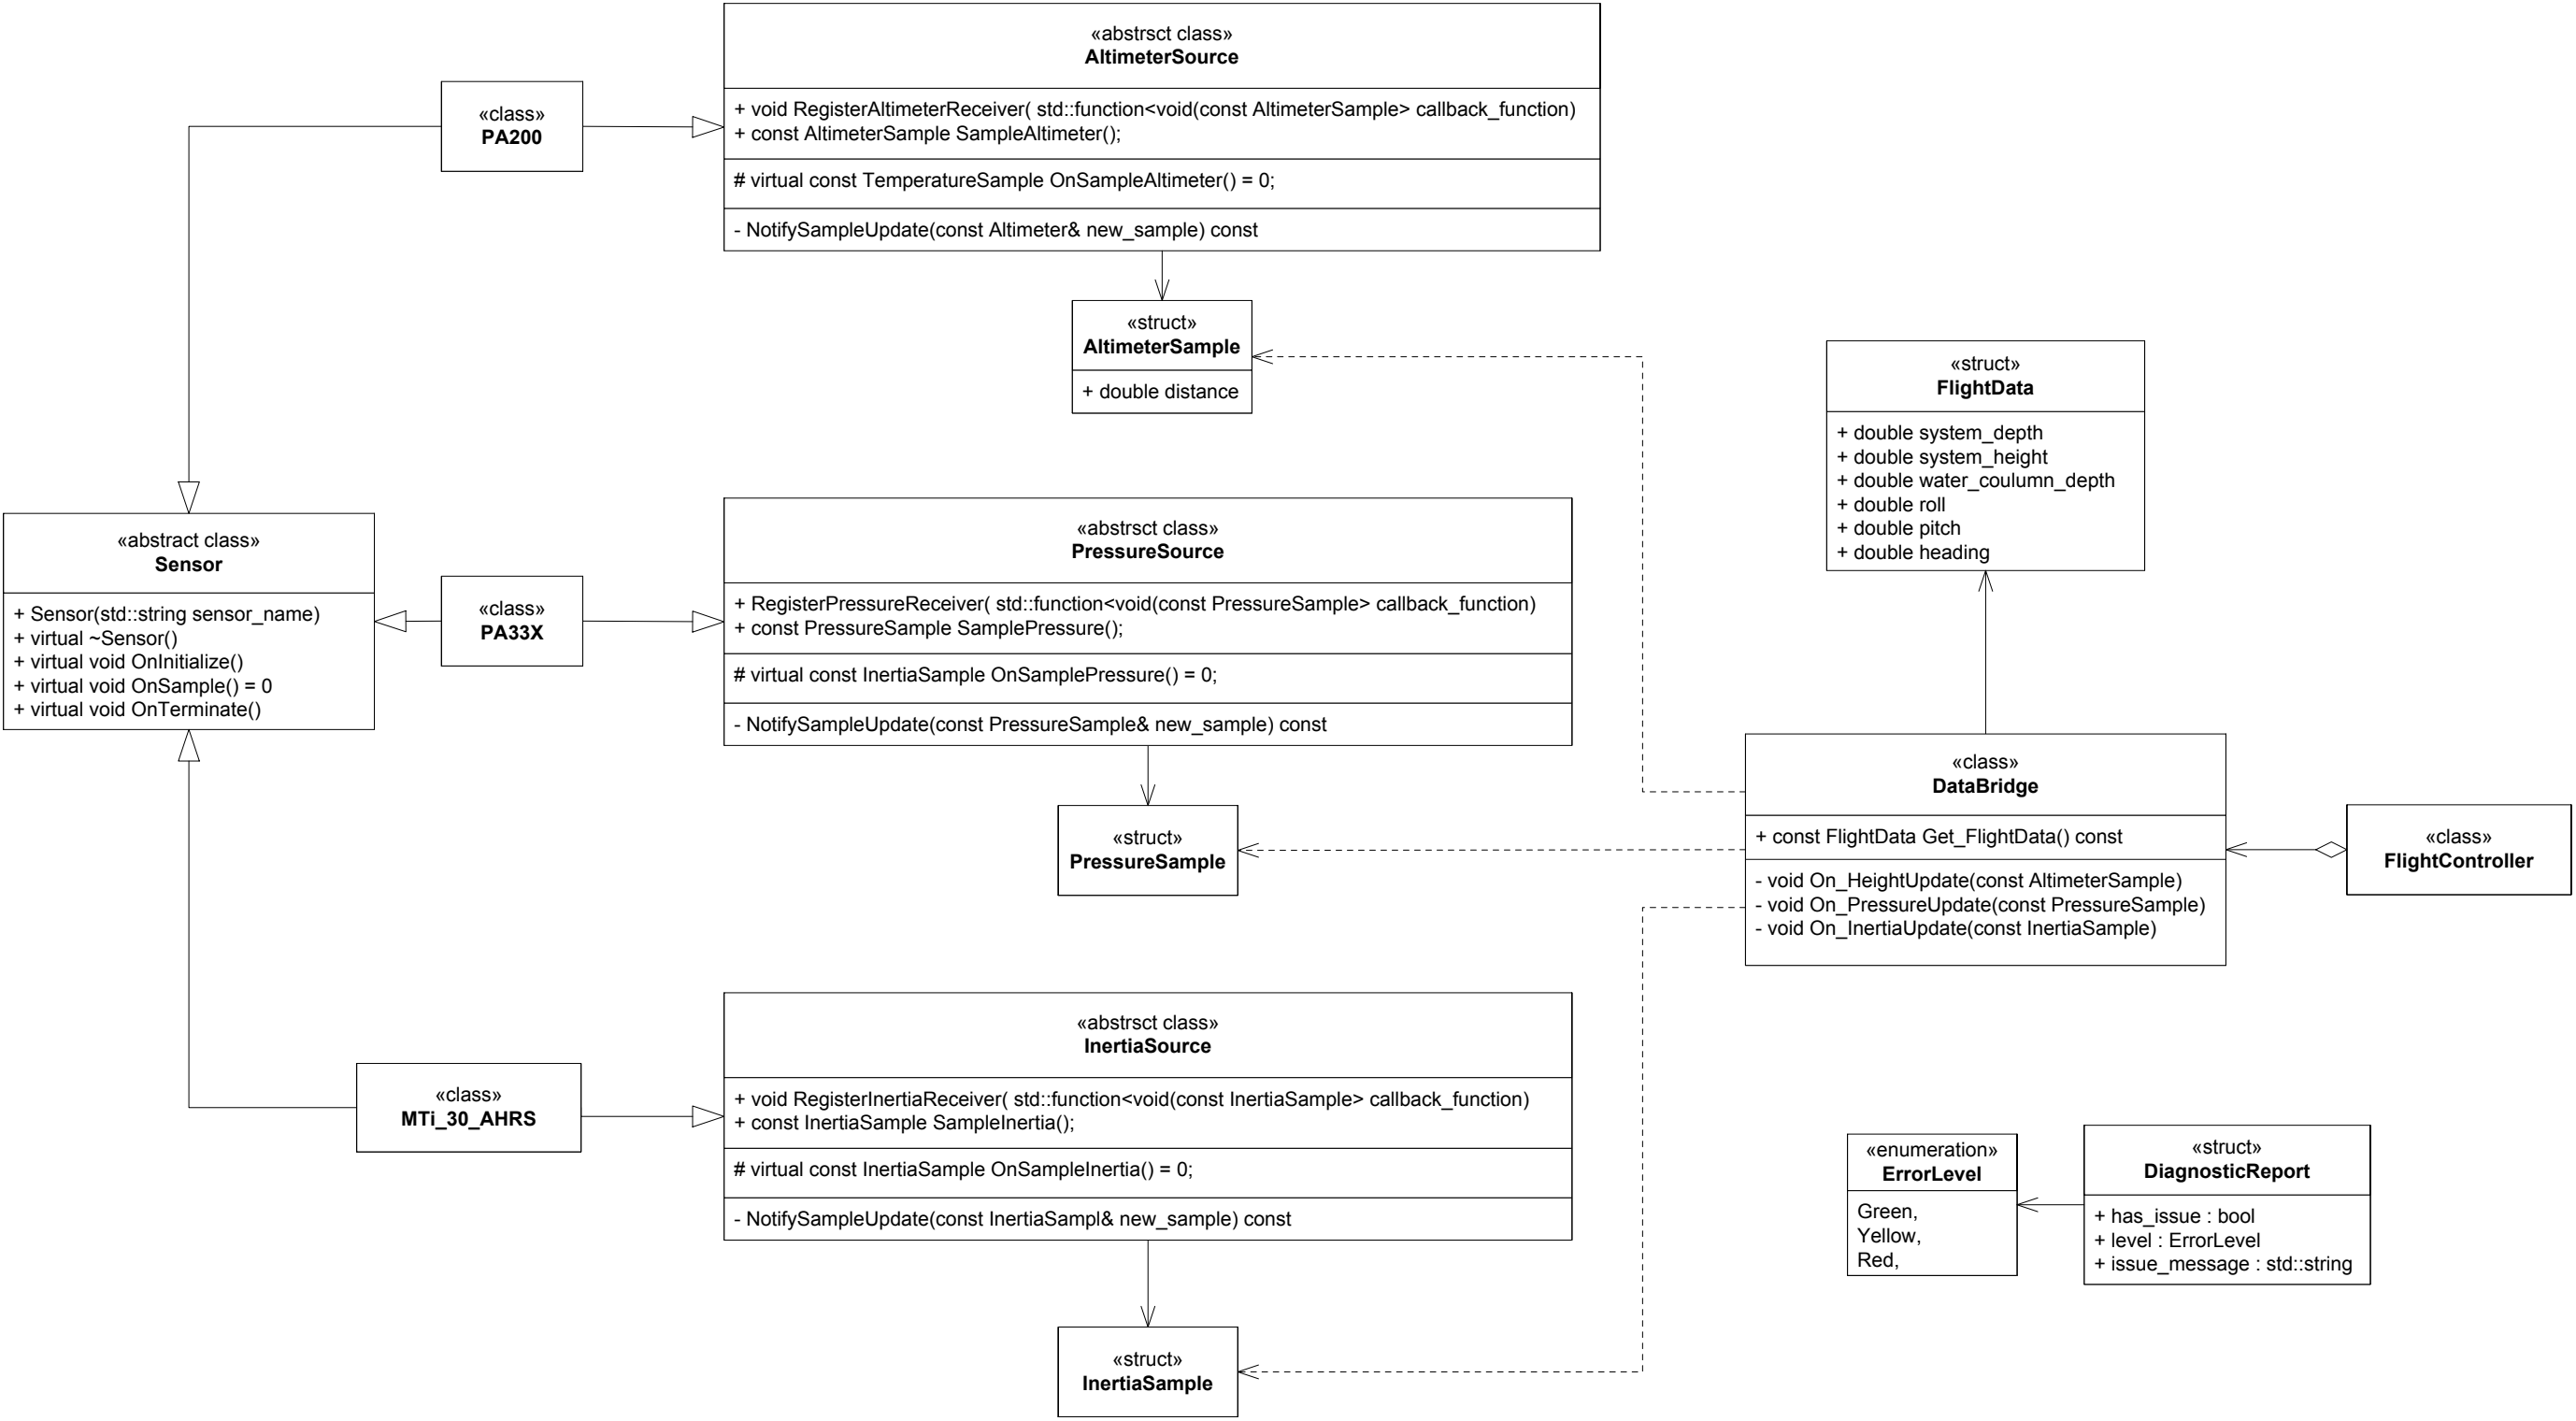 «abstrsct class»
AltimeterSource
+ void RegisterAltimeterReceiver( std::function<void(const AltimeterSample> callback_function)
+ const AltimeterSample SampleAltimeter();
# virtual const TemperatureSample OnSampleAltimeter() = 0;
- NotifySampleUpdate(const Altimeter& new_sample) const
«class»
PA200
«struct»
AltimeterSample
+ double distance
«struct»
FlightData
+ double system_depth
+ double system_height
+ double water_coulumn_depth
+ double roll
+ double pitch
+ double heading
«abstract class»
Sensor
+ Sensor(std::string sensor_name)
+ virtual ~Sensor()
+ virtual void OnInitialize()
+ virtual void OnSample() = 0
+ virtual void OnTerminate()
«class»
PA33X
«abstrsct class»
PressureSource
+ RegisterPressureReceiver( std::function<void(const PressureSample> callback_function)
+ const PressureSample SamplePressure();
# virtual const InertiaSample OnSamplePressure() = 0;
- NotifySampleUpdate(const PressureSample& new_sample) const
«struct»
PressureSample
«class»
DataBridge
+ const FlightData Get_FlightData() const
- void On_HeightUpdate(const AltimeterSample)
- void On_PressureUpdate(const PressureSample)
- void On_InertiaUpdate(const InertiaSample)
«class»
FlightController
«class»
MTi_30_AHRS
«abstrsct class»
InertiaSource
+ void RegisterInertiaReceiver( std::function<void(const InertiaSample> callback_function)
+ const InertiaSample SampleInertia();
# virtual const InertiaSample OnSampleInertia() = 0;
- NotifySampleUpdate(const InertiaSampl& new_sample) const
«struct»
InertiaSample
«enumeration»
ErrorLevel
Green,
Yellow,
Red,
«struct»
DiagnosticReport
+ has_issue : bool
+ level : ErrorLevel
+ issue_message : std::string